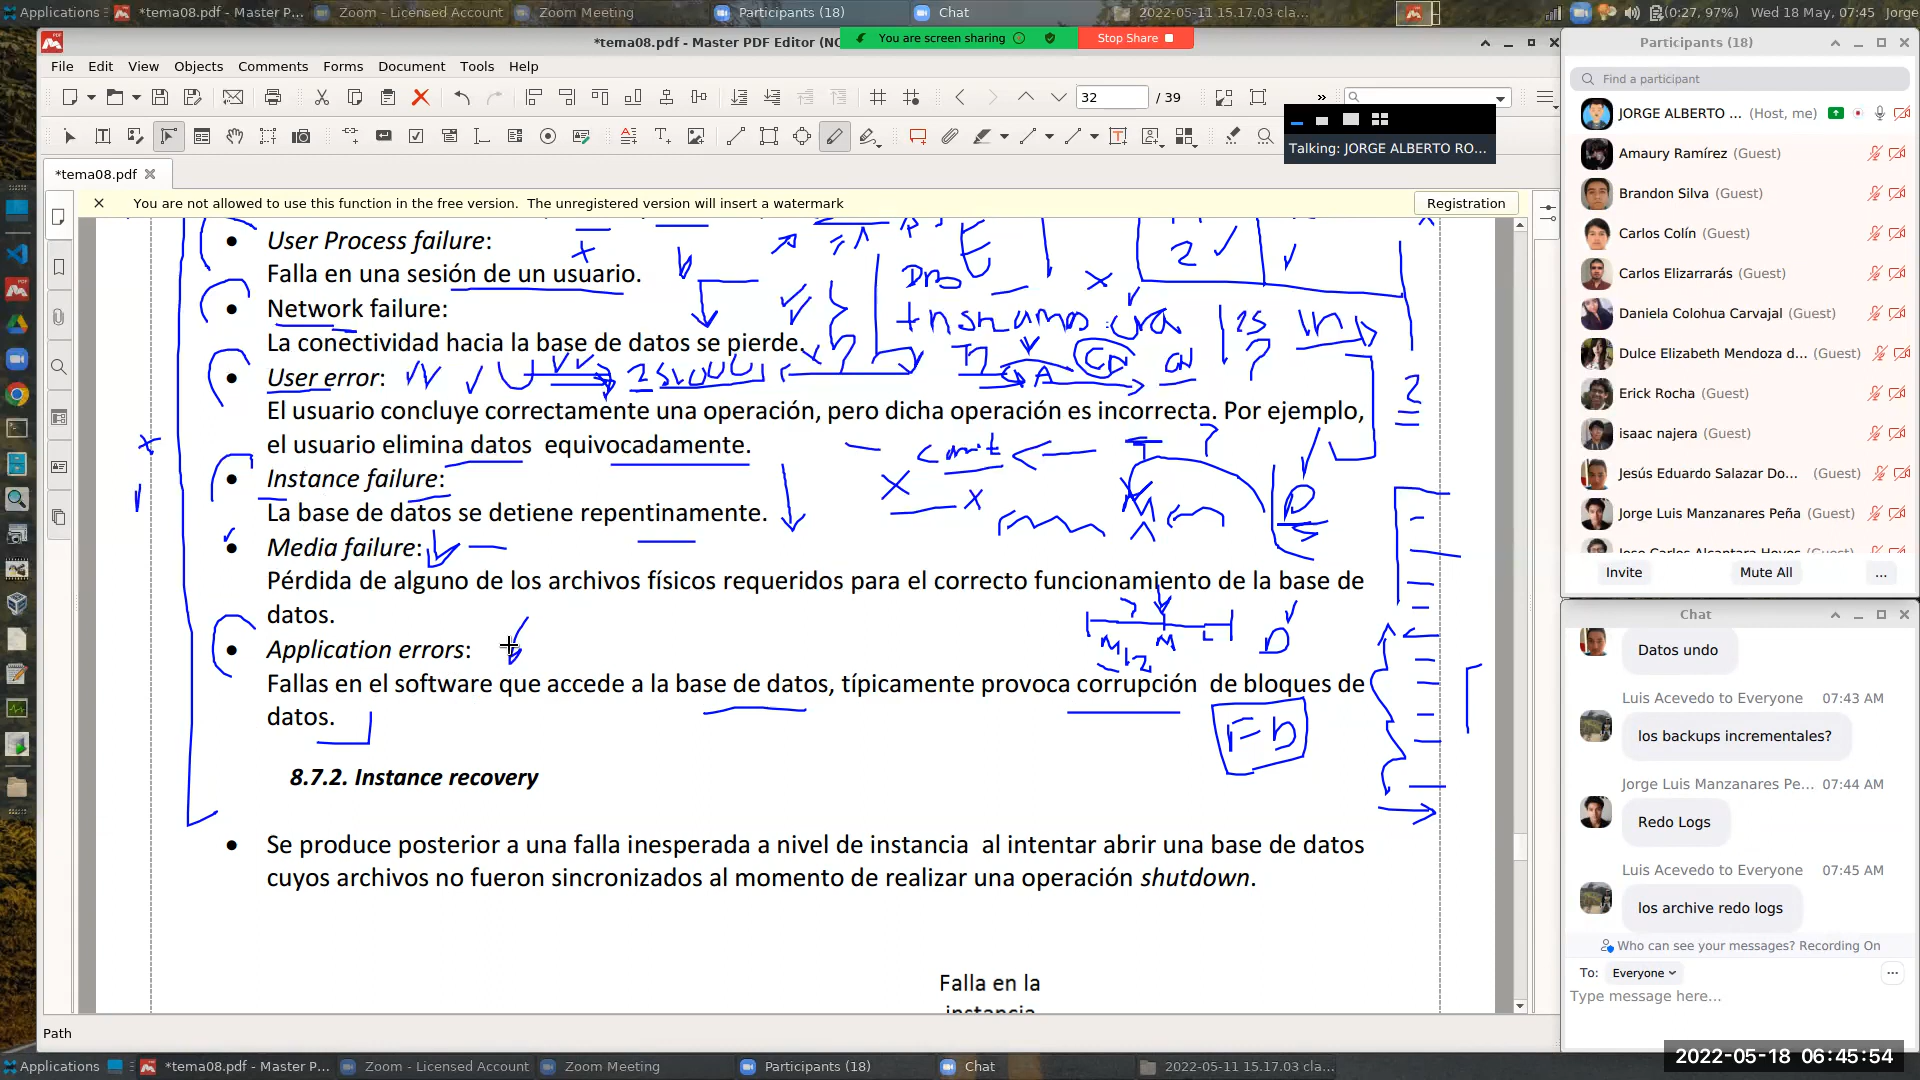 Applications
*tema08.pdf - Master P...
Zoom - Licensed Account
Zoom Meeting
Participants (18)
Chat
2022-05-11 15.17.03 cla...
(0:27, 97%)
Wed 18 May, 07:45
Jorge
*tema08.pdf - Master PDF Editor (NO
You are screen sharing
Stop Share
File Edit View Objects Comments Forms Document Tools Help
32 / 39
Talking: JORGE ALBERTO RO...
*tema08.pdf
You are not allowed to use this function in the free version. The unregistered version will insert a watermark
Registration
• User Process failure:
Falla en una sesión de un usuario.
• Network failure:
La conectividad hacia la base de datos se pierde.
• User error:
El usuario concluye correctamente una operación, pero dicha operación es incorrecta. Por ejemplo,
el usuario elimina datos equivocadamente.
• Instance failure:
La base de datos se detiene repentinamente.
• Media failure:
Pérdida de alguno de los archivos físicos requeridos para el correcto funcionamiento de la base de
datos.
• Application errors:
Fallas en el software que accede a la base de datos, típicamente provoca corrupción de bloques de
datos.
8.7.2. Instance recovery
• Se produce posterior a una falla inesperada a nivel de instancia al intentar abrir una base de datos
cuyos archivos no fueron sincronizados al momento de realizar una operación shutdown.
Falla en la
instancia
Path
Participants (18)
Find a participant
JORGE ALBERTO ... (Host, me)
Amaury Ramírez (Guest)
Brandon Silva (Guest)
Carlos Colín (Guest)
Carlos Elizarrarás (Guest)
Daniela Colohua Carvajal (Guest)
Dulce Elizabeth Mendoza d... (Guest)
Erick Rocha (Guest)
isaac najera (Guest)
Jesús Eduardo Salazar Do... (Guest)
Jorge Luis Manzanares Peña (Guest)
Jose Carlos Alcantara Hoyos (Guest)
Invite
Mute All
...
Chat
Datos undo
Luis Acevedo to Everyone 07:43 AM
los backups incrementales?
Jorge Luis Manzanares Pe... 07:44 AM
Redo Logs
Luis Acevedo to Everyone 07:45 AM
los archive redo logs
Who can see your messages? Recording On
To: Everyone
Type message here...
Applications
*tema08.pdf - Master P...
Zoom - Licensed Account
Zoom Meeting
Participants (18)
Chat
2022-05-11 15.17.03 cla...
2022-05-18 06:45:54